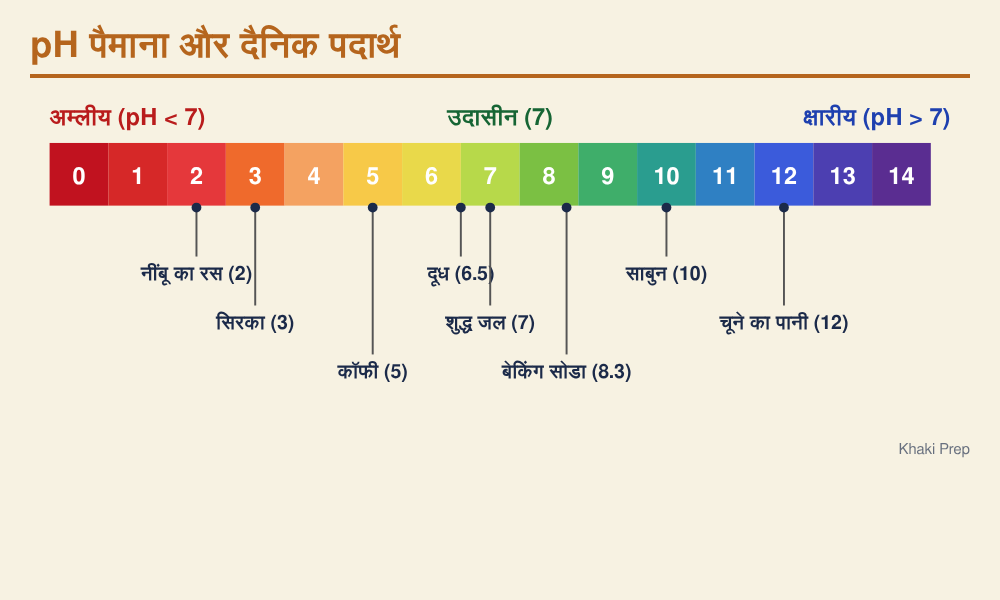 pH पैमाना और दैनिक पदार्थ
अम्लीय (pH < 7) उदासीन (7) क्षारीय (pH > 7)
0 1 2 3 4 5 6 7 8 9 10 11 12 13 14
नींबू का रस (2) दूध (6.5) साबुन (10)
सिरका (3) शुद्ध जल (7) चूने का पानी (12)
कॉफी (5) बेकिंग सोडा (8.3)
Khaki Prep